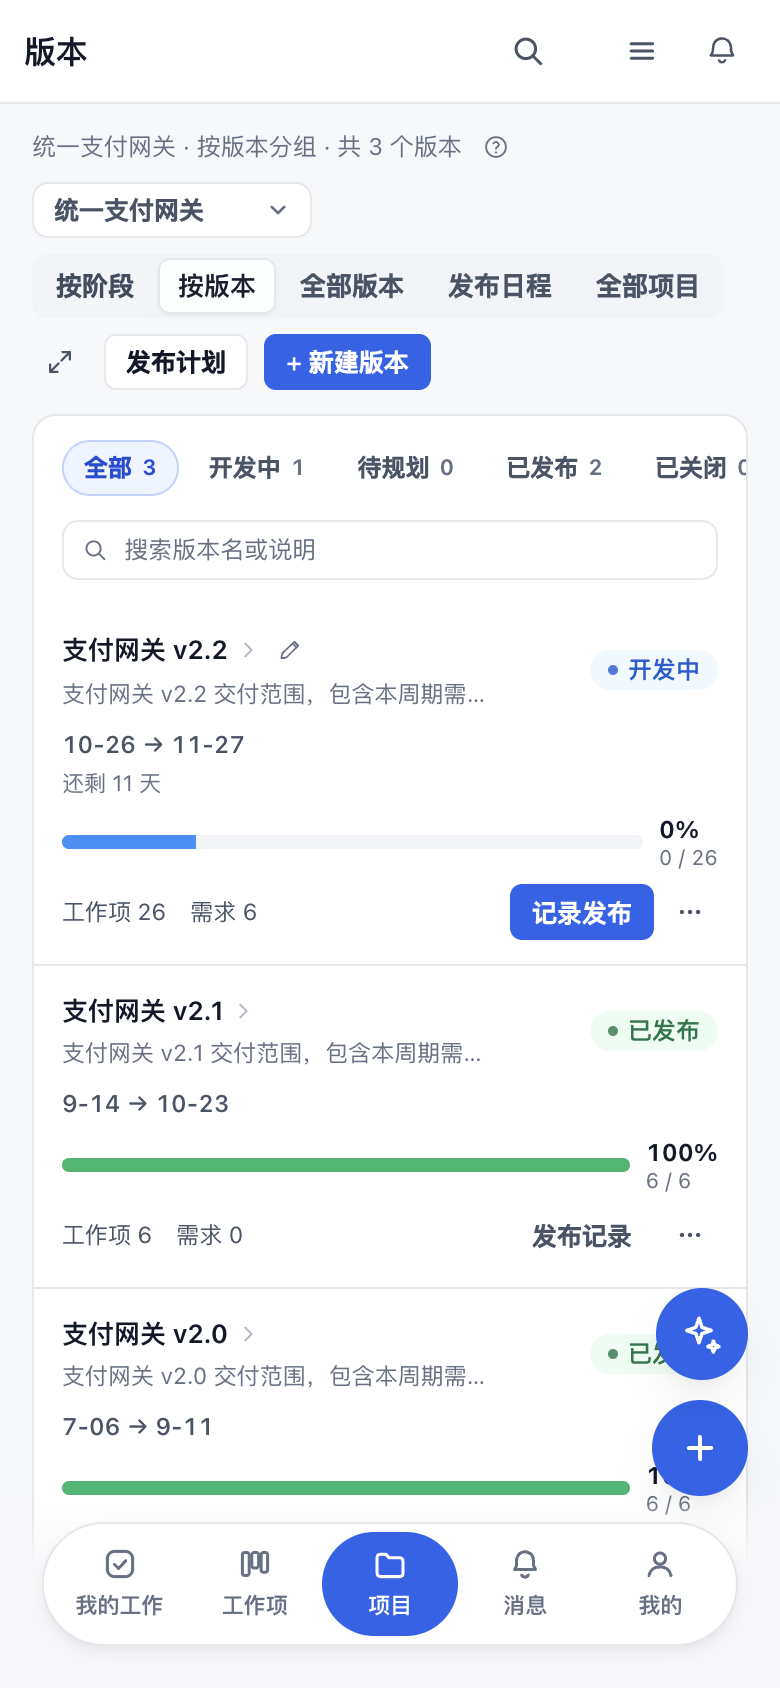 版本
统一支付网关 · 按版本分组 · 共 3 个版本
统一支付网关
按阶段 按版本 全部版本 发布日程 全部项目
发布计划 + 新建版本
全部 3 开发中 1 待规划 0 已发布 2 已关闭
搜索版本名或说明
支付网关 v2.2
开发中
支付网关 v2.2 交付范围，包含本周期需...
10-26 → 11-27
还剩 11 天
0%
0 / 26
工作项 26 需求 6 记录发布 ···
支付网关 v2.1
已发布
支付网关 v2.1 交付范围，包含本周期需...
9-14 → 10-23
100%
6 / 6
工作项 6 需求 0 发布记录 ···
支付网关 v2.0
已
支付网关 v2.0 交付范围，包含本周期需...
7-06 → 9-11
6 / 6
我的工作 工作项 项目 消息 我的